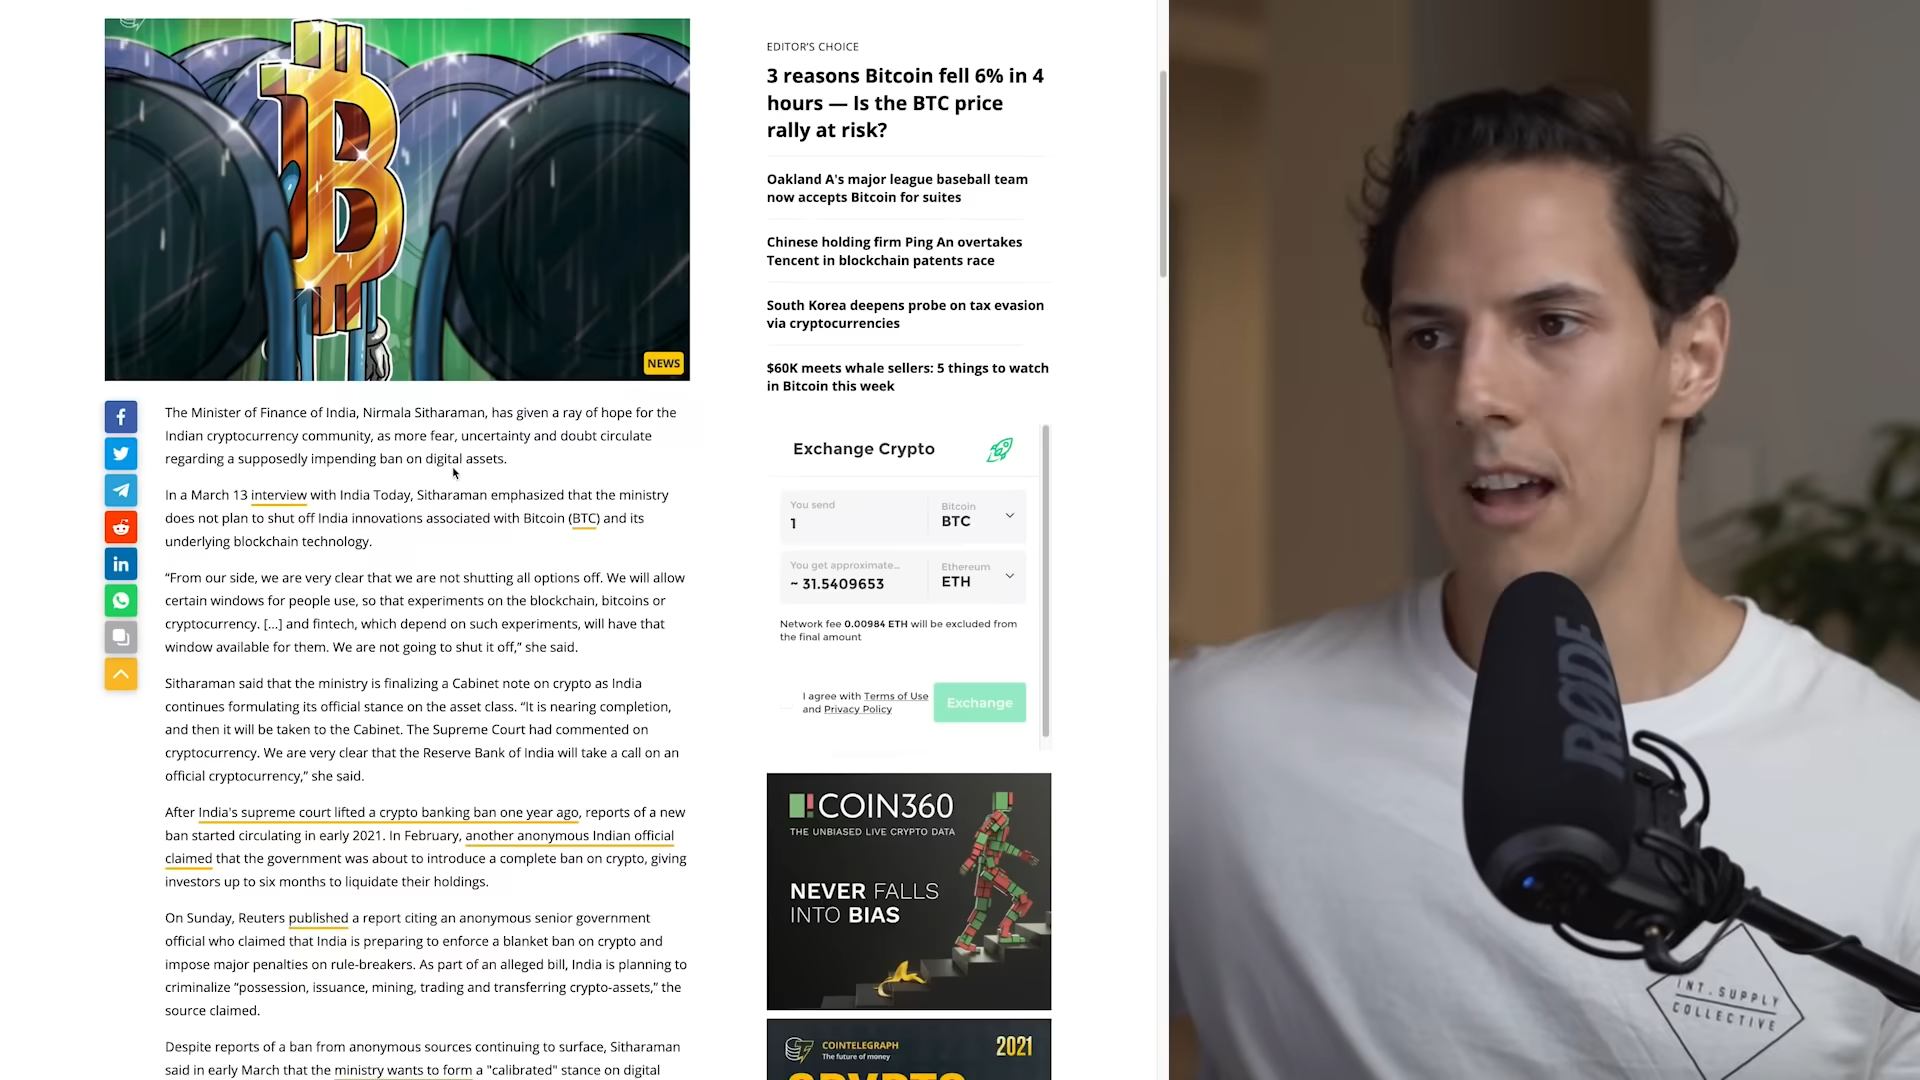 NEWS
The Minister of Finance of India, Nirmala Sitharaman, has given a ray of hope for the
Indian cryptocurrency community, as more fear, uncertainty and doubt circulate
regarding a supposedly impending ban on digital assets.
In a March 13 interview with India Today, Sitharaman emphasized that the ministry
does not plan to shut off India innovations associated with Bitcoin (BTC) and its
underlying blockchain technology.
“From our side, we are very clear that we are not shutting all options off. We will allow
certain windows for people use, so that experiments on the blockchain, bitcoins or
cryptocurrency. [...] and fintech, which depend on such experiments, will have that
window available for them. We are not going to shut it off,” she said.
Sitharaman said that the ministry is finalizing a Cabinet note on crypto as India
continues formulating its official stance on the asset class. “It is nearing completion,
and then it will be taken to the Cabinet. The Supreme Court had commented on
cryptocurrency. We are very clear that the Reserve Bank of India will take a call on an
official cryptocurrency,” she said.
After India's supreme court lifted a crypto banking ban one year ago, reports of a new
ban started circulating in early 2021. In February, another anonymous Indian official
claimed that the government was about to introduce a complete ban on crypto, giving
investors up to six months to liquidate their holdings.
On Sunday, Reuters published a report citing an anonymous senior government
official who claimed that India is preparing to enforce a blanket ban on crypto and
impose major penalties on rule-breakers. As part of an alleged bill, India is planning to
criminalize “possession, issuance, mining, trading and transferring crypto-assets,” the
source claimed.
Despite reports of a ban from anonymous sources continuing to surface, Sitharaman
said in early March that the ministry wants to form a "calibrated" stance on digital
EDITOR'S CHOICE
3 reasons Bitcoin fell 6% in 4
hours — Is the BTC price
rally at risk?
Oakland A's major league baseball team
now accepts Bitcoin for suites
Chinese holding firm Ping An overtakes
Tencent in blockchain patents race
South Korea deepens probe on tax evasion
via cryptocurrencies
$60K meets whale sellers: 5 things to watch
in Bitcoin this week
Exchange Crypto
You send
1
Bitcoin
BTC
You get approximate...
~ 31.5409653
Ethereum
ETH
Network fee 0.00984 ETH will be excluded from
the final amount
I agree with Terms of Use
and Privacy Policy
Exchange
COIN360
THE UNBIASED LIVE CRYPTO DATA
NEVER FALLS
INTO BIAS
COINTELEGRAPH
The future of money
2021
CRYPTO
RØDE
INT. SUPPLY
COLLECTIVE